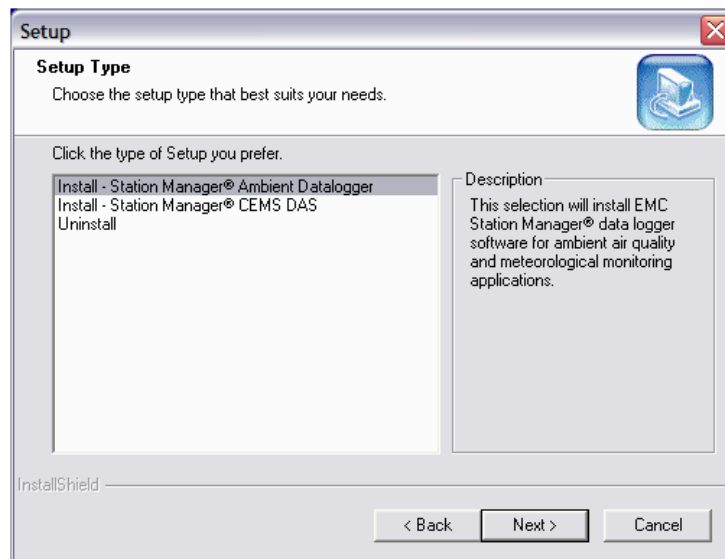 Setup
Setup Type
Choose the setup type that best suits your needs.
Click the type of Setup you prefer.
Install - Station Manager® Ambient Datalogger
Install - Station Manager® CEMS DAS
Uninstall
Description
This selection will install EMC
Station Manager® data logger
software for ambient air quality
and meteorological monitoring
applications.
InstallShield
< Back
Next >
Cancel